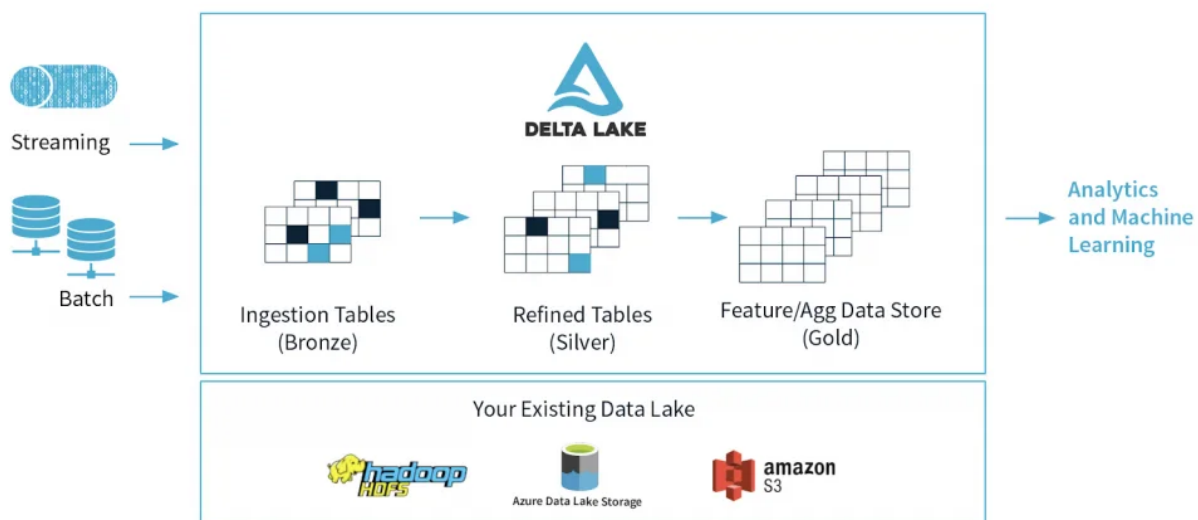 Streaming
Batch
DELTA LAKE
Ingestion Tables
(Bronze)
Refined Tables
(Silver)
Feature/Agg Data Store
(Gold)
Analytics
and Machine
Learning
Your Existing Data Lake
hadoop
HDFS
Azure Data Lake Storage
amazon
S3